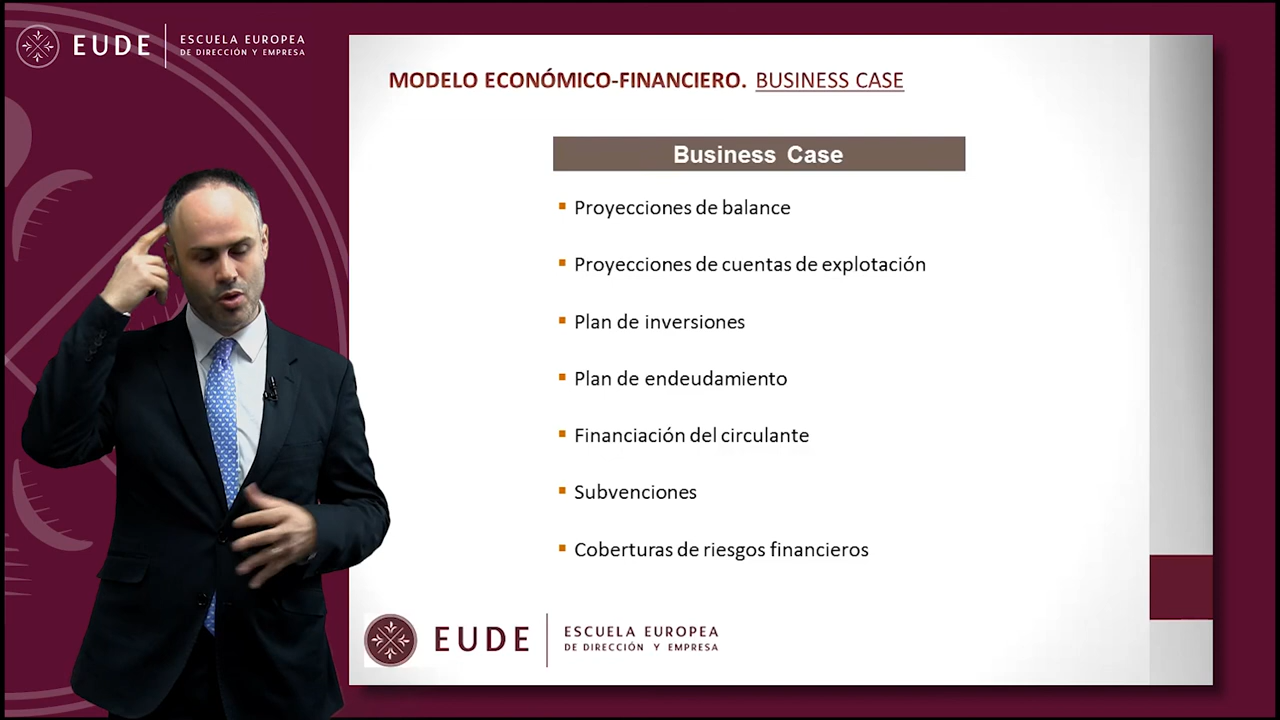 EUDE
ESCUELA EUROPEA
DE DIRECCIÓN Y EMPRESA
MODELO ECONÓMICO-FINANCIERO. BUSINESS CASE
Business Case
Proyecciones de balance
Proyecciones de cuentas de explotación
Plan de inversiones
Plan de endeudamiento
Financiación del circulante
Subvenciones
Coberturas de riesgos financieros
EUDE
ESCUELA EUROPEA
DE DIRECCIÓN Y EMPRESA